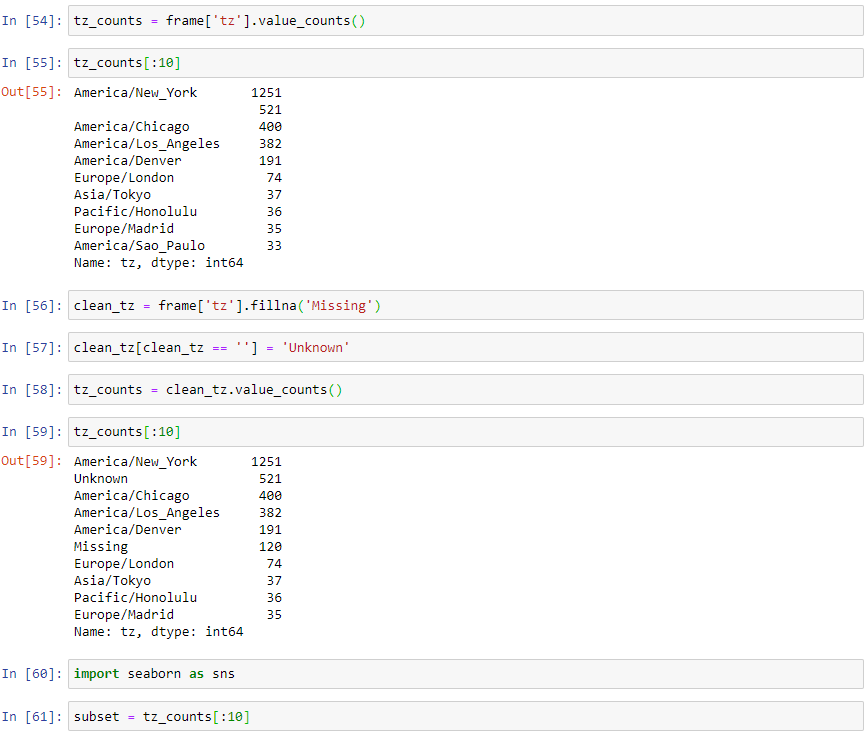 In [54]: tz_counts = frame['tz'].value_counts()
In [55]: tz_counts[:10]
Out[55]: America/New_York       1251
                        521
America/Chicago         400
America/Los_Angeles     382
America/Denver          191
Europe/London            74
Asia/Tokyo               37
Pacific/Honolulu         36
Europe/Madrid            35
America/Sao_Paulo        33
Name: tz, dtype: int64
In [56]: clean_tz = frame['tz'].fillna('Missing')
In [57]: clean_tz[clean_tz == ''] = 'Unknown'
In [58]: tz_counts = clean_tz.value_counts()
In [59]: tz_counts[:10]
Out[59]: America/New_York       1251
Unknown                 521
America/Chicago         400
America/Los_Angeles     382
America/Denver          191
Missing                 120
Europe/London            74
Asia/Tokyo               37
Pacific/Honolulu         36
Europe/Madrid            35
Name: tz, dtype: int64
In [60]: import seaborn as sns
In [61]: subset = tz_counts[:10]